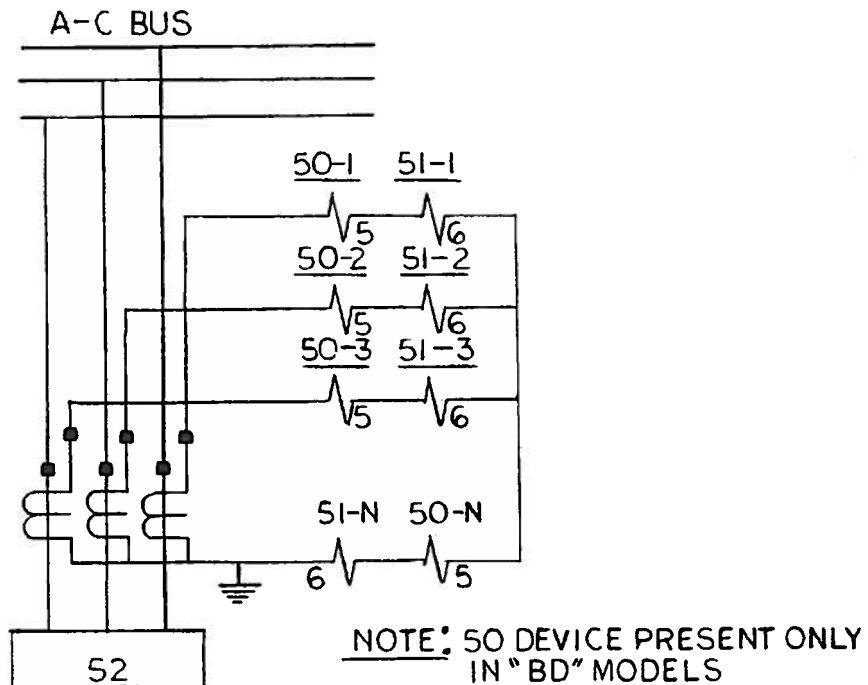 A-C BUS
50-1 51-1
5 6
50-2 51-2
5 6
50-3 51-3
5 6
51-N 50-N
6 5
52
NOTE: 50 DEVICE PRESENT ONLY
IN "BD" MODELS